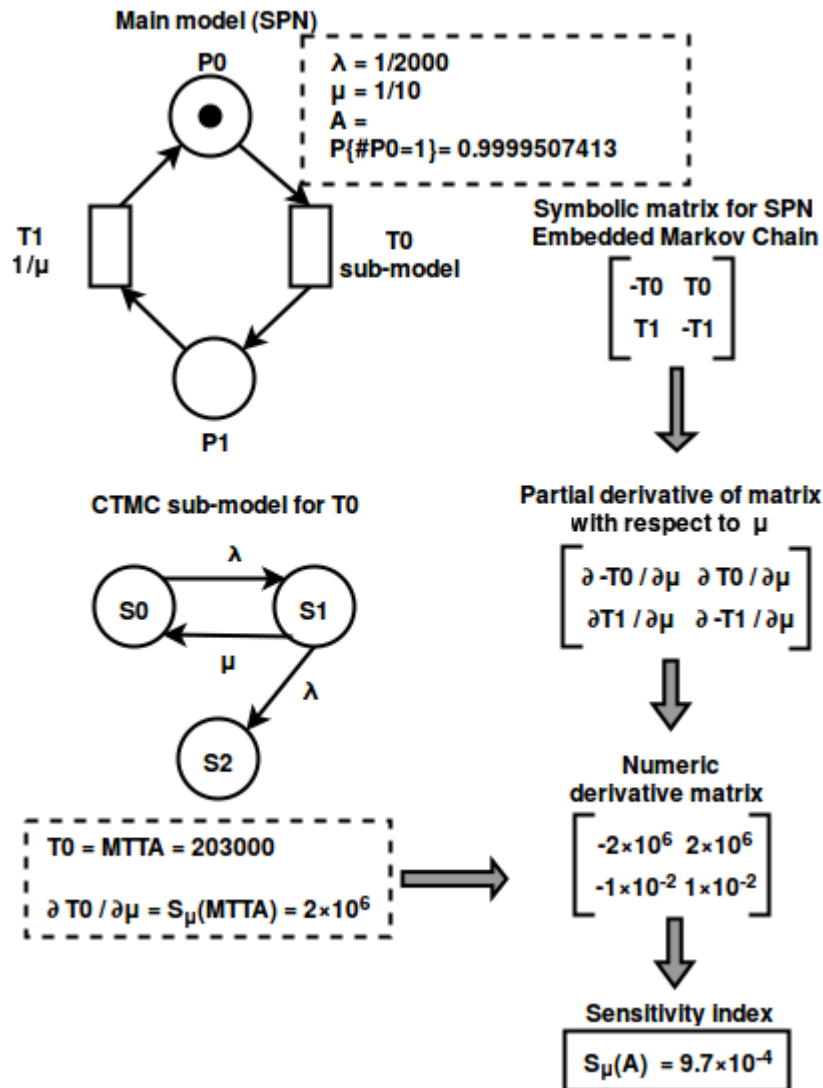 Main model (SPN)
P0
λ = 1/2000
μ = 1/10
A =
P{#P0=1}= 0.9999507413
T1
1/μ
T0
sub-model
P1
Symbolic matrix for SPN
Embedded Markov Chain
-T0 T0
T1 -T1
CTMC sub-model for T0
λ
S0
S1
μ
λ
S2
T0 = MTTA = 203000
∂ T0 / ∂μ = Sμ(MTTA) = 2×10⁶
Partial derivative of matrix
with respect to μ
∂ -T0 / ∂μ ∂ T0 / ∂μ
∂T1 / ∂μ ∂ -T1 / ∂μ
Numeric
derivative matrix
-2×10⁶ 2×10⁶
-1×10⁻² 1×10⁻²
Sensitivity index
Sμ(A) = 9.7×10⁻⁴